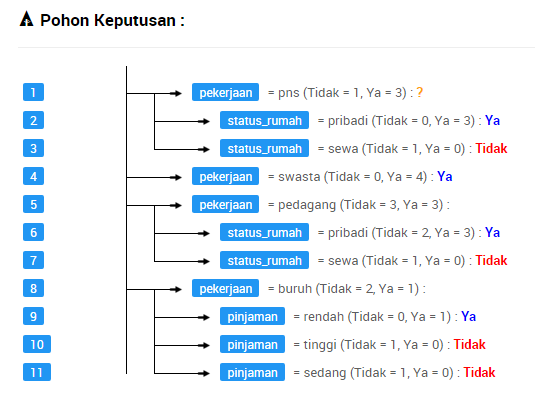 Pohon Keputusan :
1 pekerjaan = pns (Tidak = 1, Ya = 3) : ?
2 status_rumah = pribadi (Tidak = 0, Ya = 3) : Ya
3 status_rumah = sewa (Tidak = 1, Ya = 0) : Tidak
4 pekerjaan = swasta (Tidak = 0, Ya = 4) : Ya
5 pekerjaan = pedagang (Tidak = 3, Ya = 3) :
6 status_rumah = pribadi (Tidak = 2, Ya = 3) : Ya
7 status_rumah = sewa (Tidak = 1, Ya = 0) : Tidak
8 pekerjaan = buruh (Tidak = 2, Ya = 1) :
9 pinjaman = rendah (Tidak = 0, Ya = 1) : Ya
10 pinjaman = tinggi (Tidak = 1, Ya = 0) : Tidak
11 pinjaman = sedang (Tidak = 1, Ya = 0) : Tidak